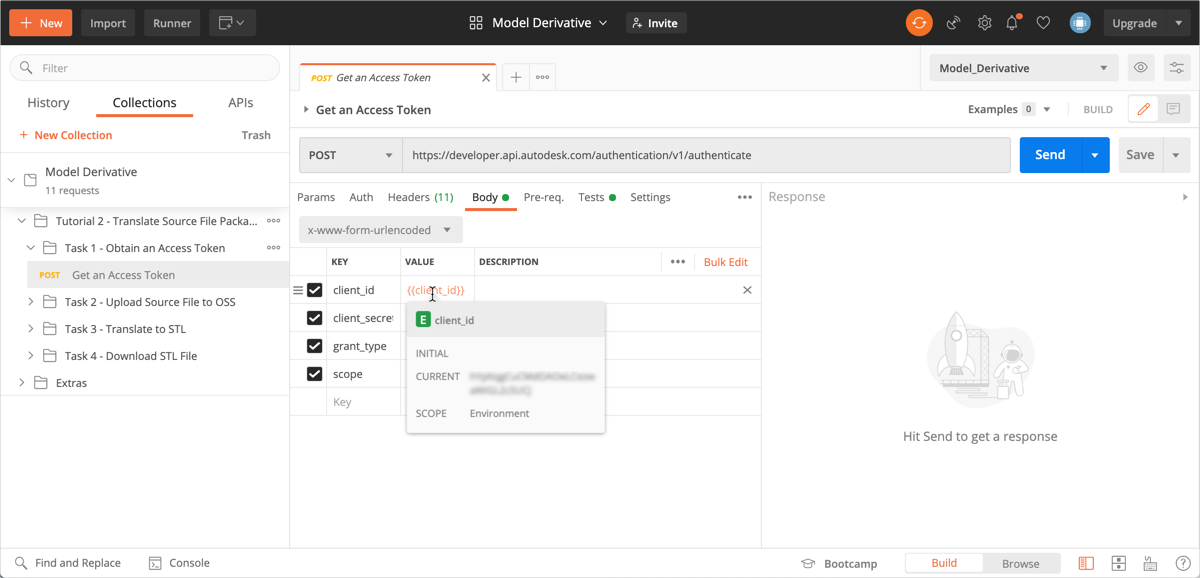 New
Import
Runner
Model Derivative
Invite
Upgrade
Filter
History
Collections
APIs
New Collection
Trash
Model Derivative
11 requests
Tutorial 2 - Translate Source File Packa...
Task 1 - Obtain an Access Token
POST Get an Access Token
Task 2 - Upload Source File to OSS
Task 3 - Translate to STL
Task 4 - Download STL File
Extras
POST Get an Access Token
Model_Derivative
Get an Access Token
Examples 0
BUILD
POST
https://developer.api.autodesk.com/authentication/v1/authenticate
Send
Save
Params
Auth
Headers (11)
Body
Pre-req.
Tests
Settings
x-www-form-urlencoded
KEY
VALUE
DESCRIPTION
Bulk Edit
client_id
{{client_id}}
client_secret
grant_type
scope
Key
E client_id
INITIAL
CURRENT
SCOPE Environment
Response
Hit Send to get a response
Find and Replace
Console
Bootcamp
Build
Browse